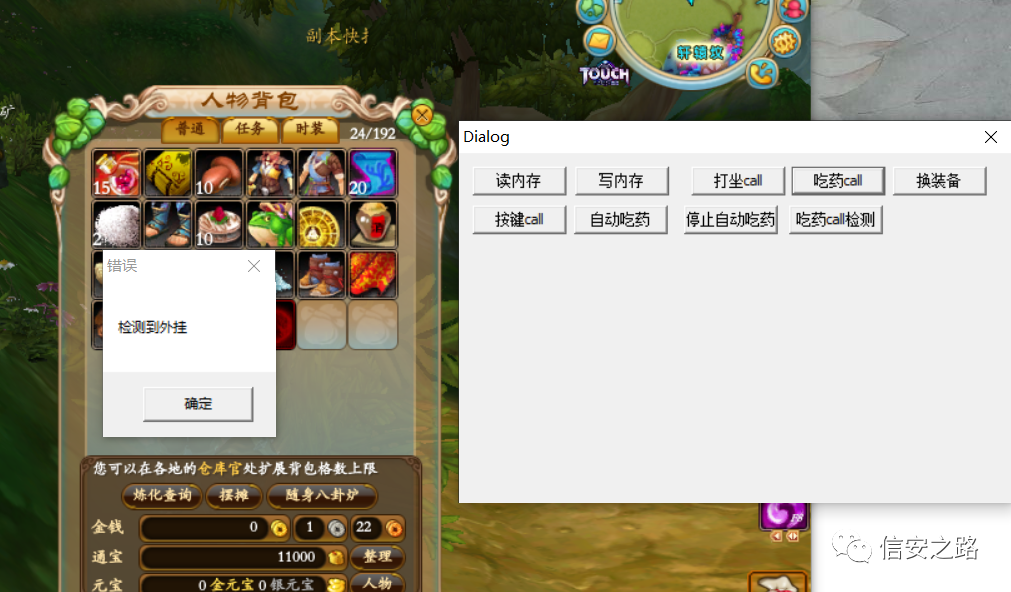 副本快扌
轩辕坟
TOUCH
矿
人物背包
普通 任务 时装 24/192
15 10 20
2 10
错误
检测到外挂
确定
您可以在各地的仓库官处扩展背包格数上限
炼化查询 摆摊 随身八卦炉
金钱 0 1 22
通宝 11000 整理
元宝 0 金元宝 0 银元宝 人物
Dialog
读内存 写内存 打坐call 吃药call 换装备
按键call 自动吃药 停止自动吃药 吃药call检测
信安之路